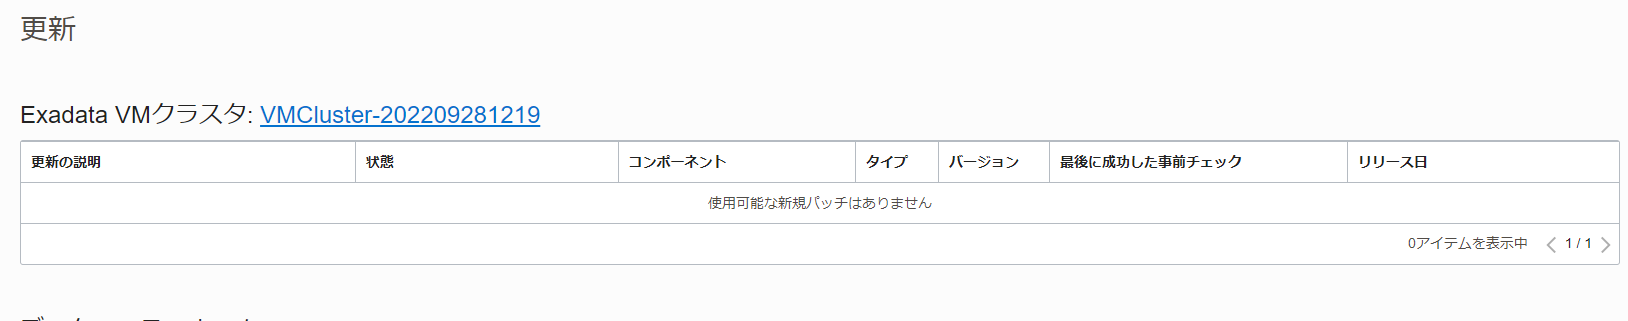 更新
Exadata VMクラスタ: VMCluster-202209281219
更新の説明 状態 コンポーネント タイプ バージョン 最後に成功した事前チェック リリース日
使用可能な新規パッチはありません
0アイテムを表示中 1 / 1